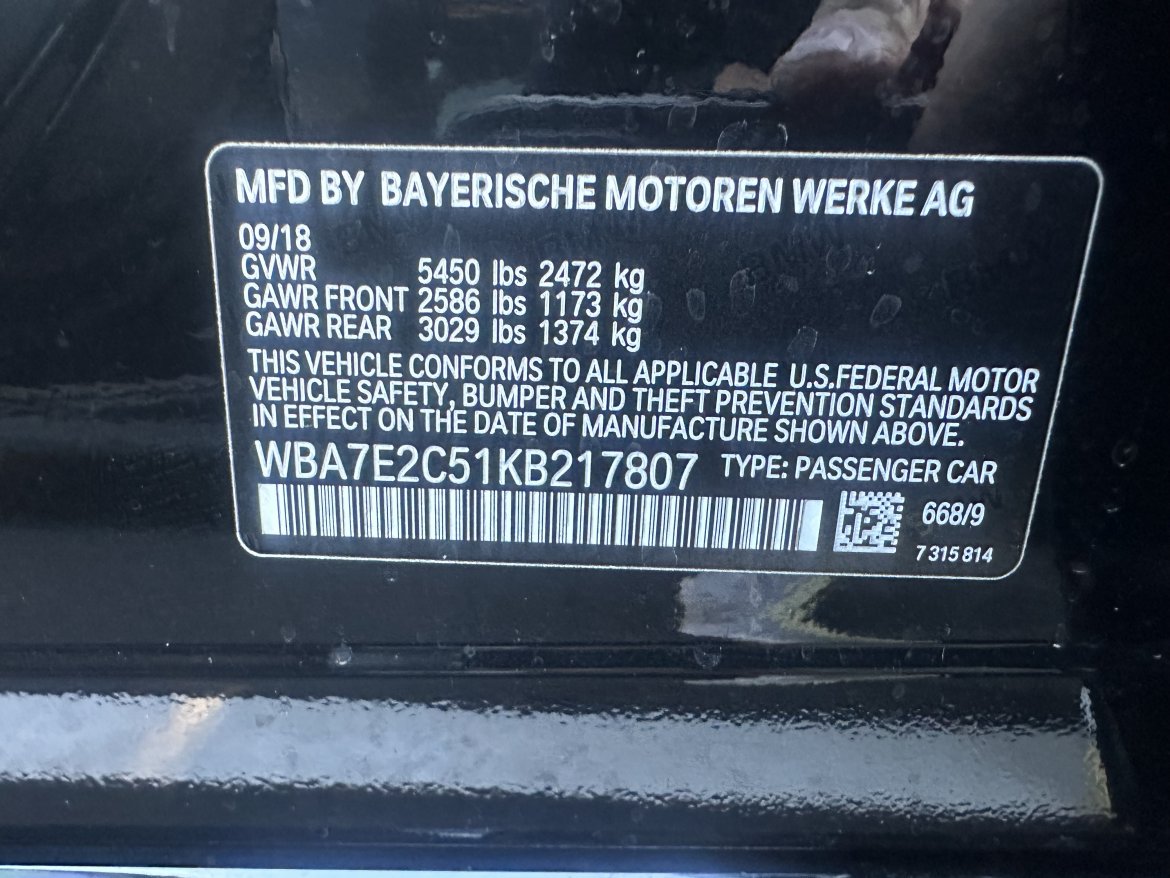 MFD BY BAYERISCHE MOTOREN WERKE AG
09/18
GVWR 5450 lbs 2472 kg
GAWR FRONT 2586 lbs 1173 kg
GAWR REAR 3029 lbs 1374 kg
THIS VEHICLE CONFORMS TO ALL APPLICABLE U.S.FEDERAL MOTOR
VEHICLE SAFETY, BUMPER AND THEFT PREVENTION STANDARDS
IN EFFECT ON THE DATE OF MANUFACTURE SHOWN ABOVE.
WBA7E2C51KB217807 TYPE: PASSENGER CAR
668/9
7 315 814